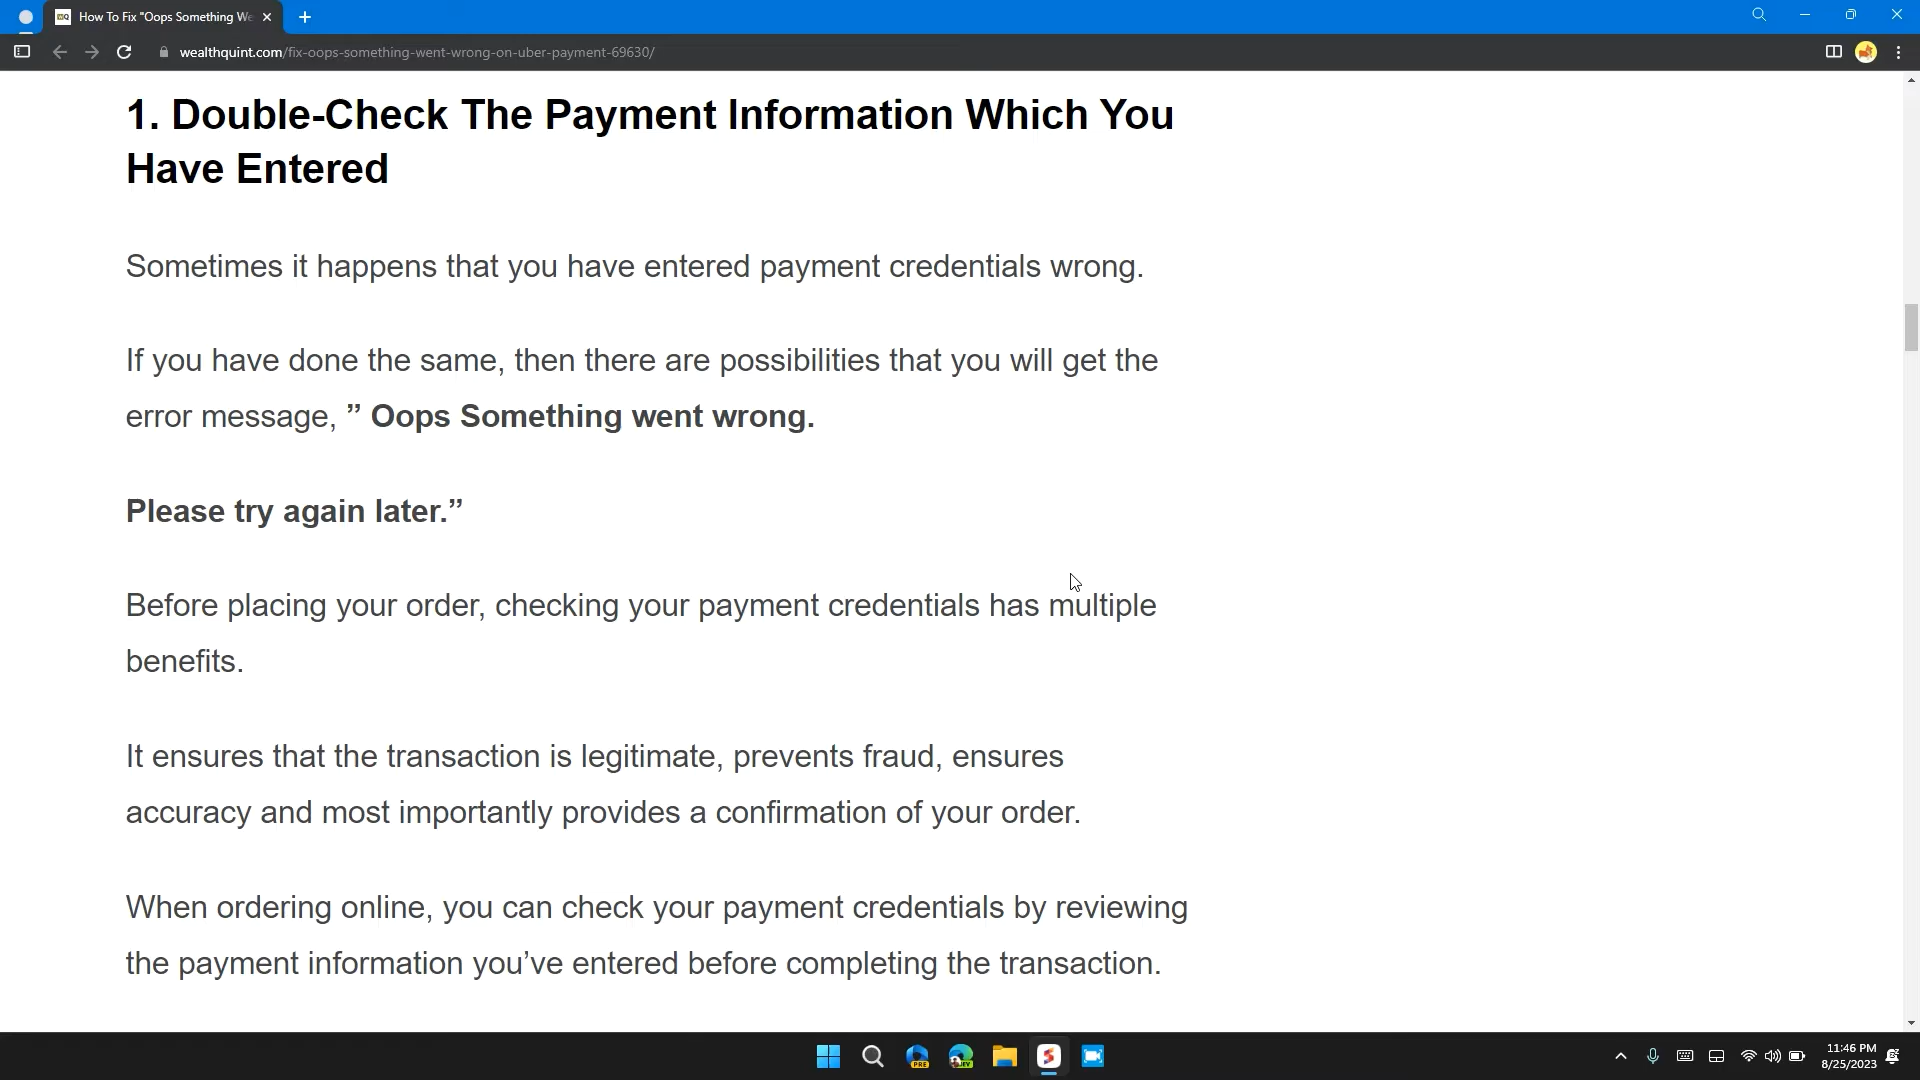 How To Fix "Oops Something We
wealthquint.com/fix-oops-something-went-wrong-on-uber-payment-69630/
1. Double-Check The Payment Information Which You
Have Entered
Sometimes it happens that you have entered payment credentials wrong.
If you have done the same, then there are possibilities that you will get the
error message, ” Oops Something went wrong.
Please try again later.”
Before placing your order, checking your payment credentials has multiple
benefits.
It ensures that the transaction is legitimate, prevents fraud, ensures
accuracy and most importantly provides a confirmation of your order.
When ordering online, you can check your payment credentials by reviewing
the payment information you’ve entered before completing the transaction.
PRE
11:46 PM
8/25/2023